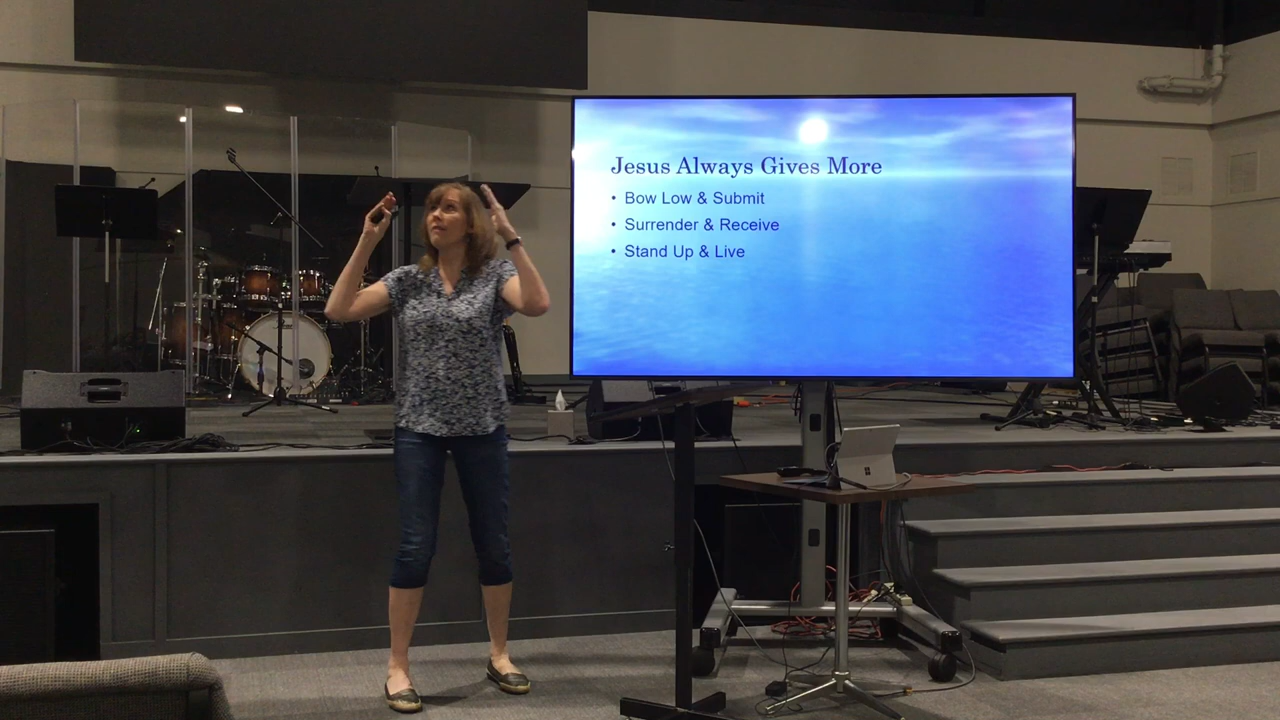 Jesus Always Gives More
• Bow Low & Submit
• Surrender & Receive
• Stand Up & Live